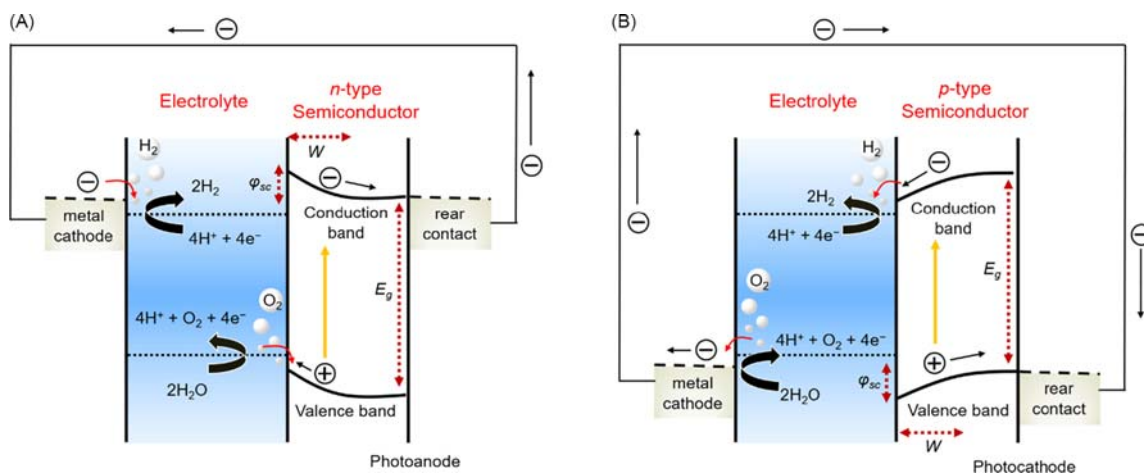 (A)
⊖
Electrolyte
n-type
Semiconductor
⊖
H₂
W
⊖
2H₂
φsc
⊖
metal
cathode
Conduction
band
rear
contact
4H⁺ + 4e⁻
O₂
Eg
4H⁺ + O₂ + 4e⁻
⊕
2H₂O
Valence band
Photoanode
(B)
⊖
Electrolyte
p-type
Semiconductor
H₂
⊖
2H₂
Conduction
band
4H⁺ + 4e⁻
⊖
⊖
O₂
Eg
4H⁺ + O₂ + 4e⁻
⊖
⊕
metal
cathode
φsc
2H₂O
rear
contact
Valence band
W
Photocathode